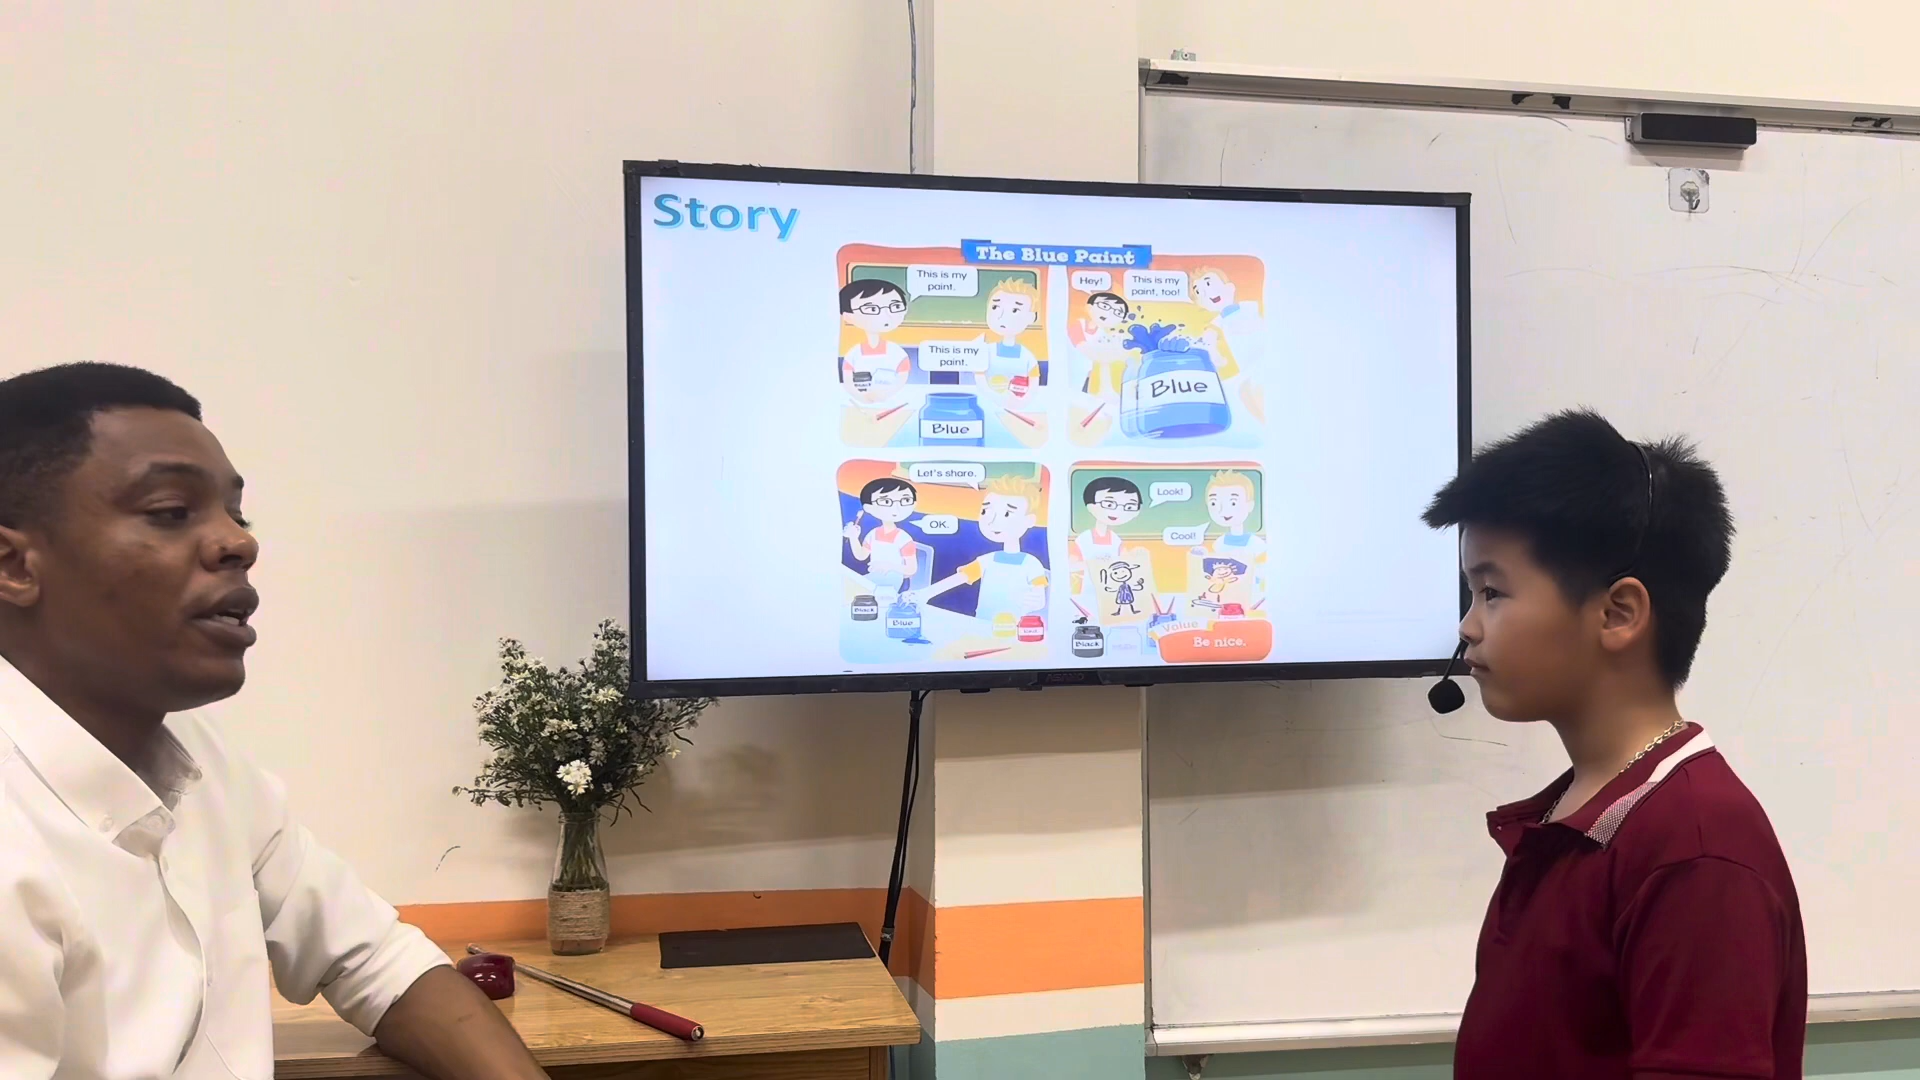 Story
The Blue Paint
This is my
paint.
This is my
paint.
Blue
Hey!
This is my
paint, too!
Blue
Let's share.
OK.
Black
Blue
Look!
Cool!
Black
Value
Be nice.